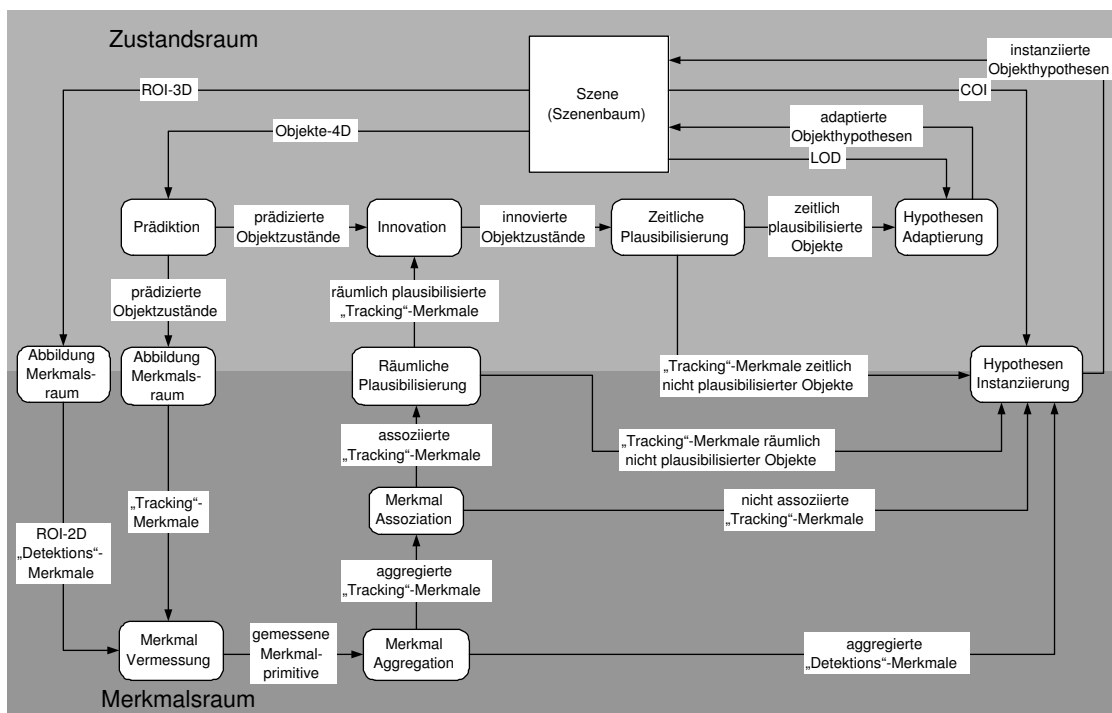 Zustandsraum
instanziierte
Objekthypothesen
ROI-3D
Szene
(Szenenbaum)
COI
Objekte-4D
adaptierte
Objekthypothesen
LOD
Prädiktion
prädizierte
Objektzustände
Innovation
innovierte
Objektzustände
Zeitliche
Plausibilisierung
zeitlich
plausibilisierte
Objekte
Hypothesen
Adaptierung
prädizierte
Objektzustände
räumlich plausibilisierte
„Tracking“-Merkmale
Abbildung
Merkmals-
raum
Abbildung
Merkmals-
raum
Räumliche
Plausibilisierung
„Tracking“-Merkmale zeitlich
nicht plausibilisierter Objekte
Hypothesen
Instanziierung
assoziierte
„Tracking“-Merkmale
„Tracking“-Merkmale räumlich
nicht plausibilisierter Objekte
„Tracking“-
Merkmale
Merkmal
Assoziation
nicht assoziierte
„Tracking“-Merkmale
ROI-2D
„Detektions“-
Merkmale
aggregierte
„Tracking“-Merkmale
Merkmal
Vermessung
gemessene
Merkmal-
primitive
Merkmal
Aggregation
aggregierte
„Detektions“-Merkmale
Merkmalsraum